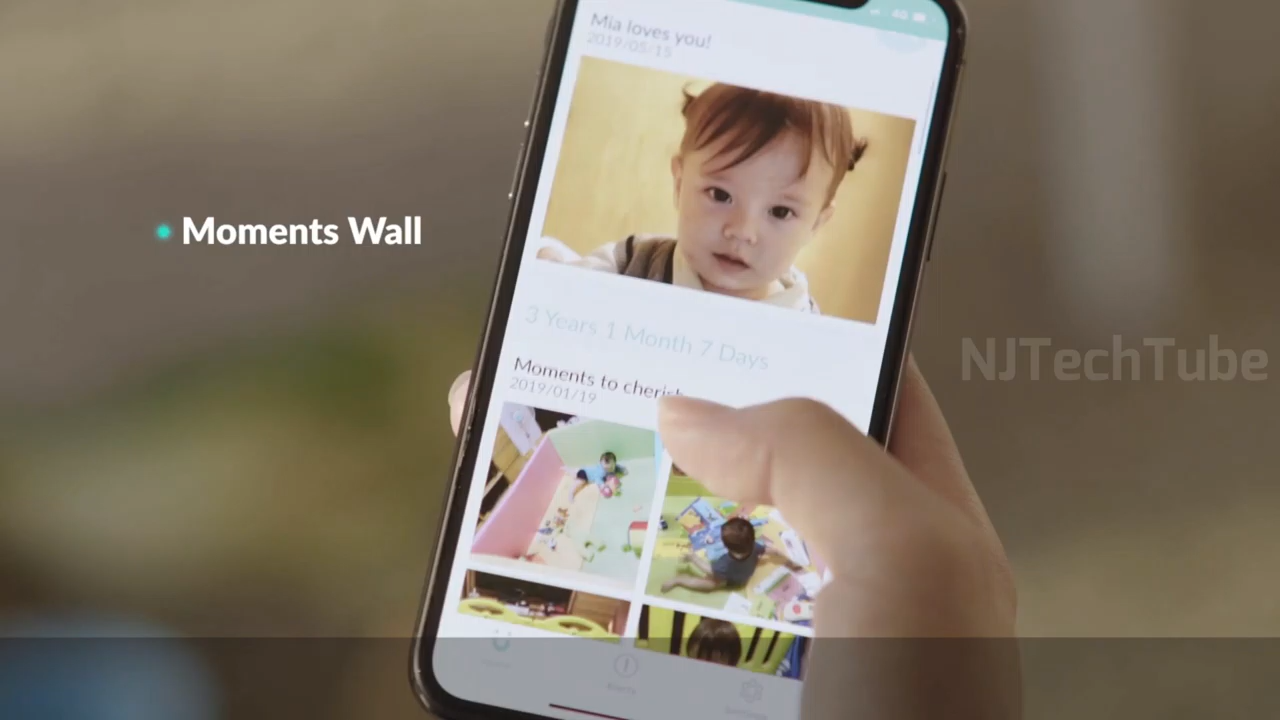 4G
Mia loves you!
2019/05/15
Moments Wall
3 Years 1 Month 7 Days
NJTechTube
Moments to cherish
2019/01/19